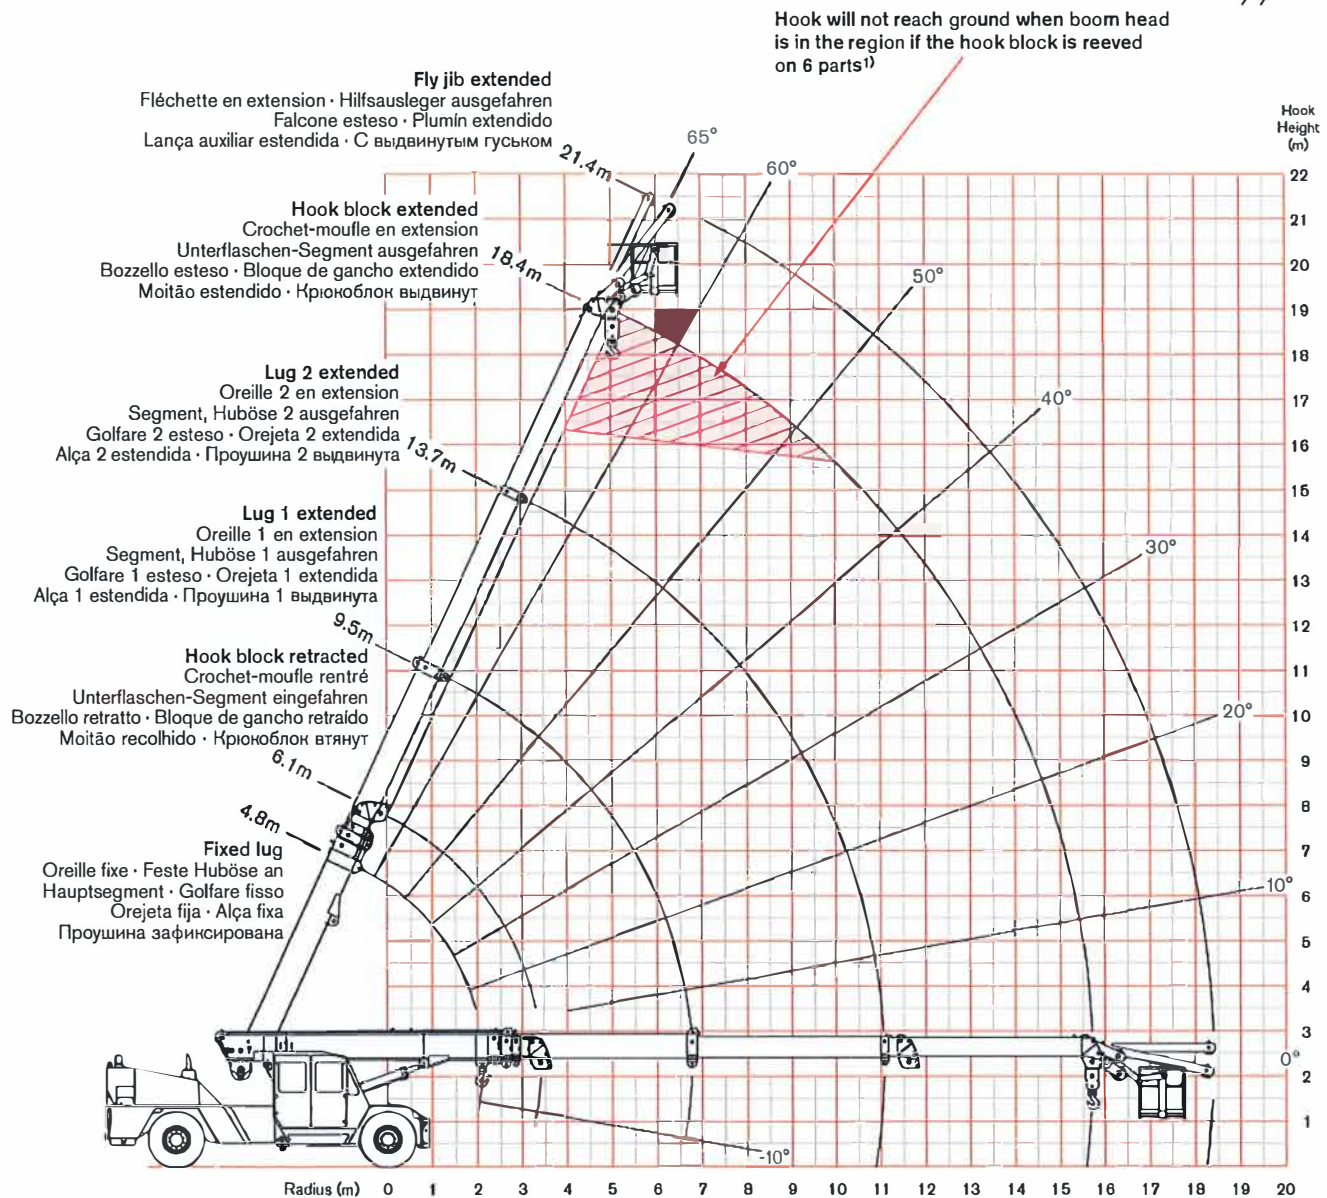 Hook will not reach ground when boom head
is in the region if the hook block is reeved
on 6 parts¹⁾
Fly jib extended
Fléchette en extension · Hilfsausleger ausgefahren
Falcone esteso · Plumín extendido
Lança auxiliar estendida · С выдвинутым гуськом
Hook
Height
(m)
65°
60°
21.4m
22
21
Hook block extended
Crochet-moufle en extension
Unterflaschen-Segment ausgefahren
Bozzello esteso · Bloque de gancho extendido
Moitão estendido · Крюкоблок выдвинут
18.4m
50°
20
19
18
Lug 2 extended
Oreille 2 en extension
Segment, Huböse 2 ausgefahren
Golfare 2 esteso · Orejeta 2 extendida
Alça 2 estendida · Проушина 2 выдвинута
13.7m
40°
17
16
15
Lug 1 extended
Oreille 1 en extension
Segment, Huböse 1 ausgefahren
Golfare 1 esteso · Orejeta 1 extendida
Alça 1 estendida · Проушина 1 выдвинута
9.5m
30°
14
13
12
Hook block retracted
Crochet-moufle rentré
Unterflaschen-Segment eingefahren
Bozzello retratto · Bloque de gancho retraído
Moitão recolhido · Крюкоблок втянут
6.1m
20°
11
10
9
4.8m
8
Fixed lug
Oreille fixe · Feste Huböse an
Hauptsegment · Golfare fisso
Orejeta fija · Alça fixa
Проушина зафиксирована
10°
7
6
5
4
3
0°
2
1
-10°
Radius (m) 0 1 2 3 4 5 6 7 8 9 10 11 12 13 14 15 16 17 18 19 20